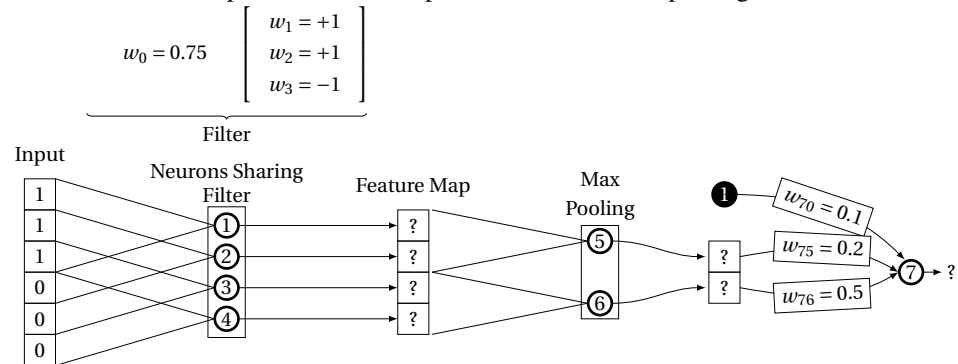 w₀ = 0.75
w₁ = +1
w₂ = +1
w₃ = −1
Filter
Input
1
1
1
0
0
0
Neurons Sharing
Filter
1
2
3
4
Feature Map
?
?
?
?
Max
Pooling
5
6
?
?
1
w₇₀ = 0.1
w₇₅ = 0.2
w₇₆ = 0.5
7
?